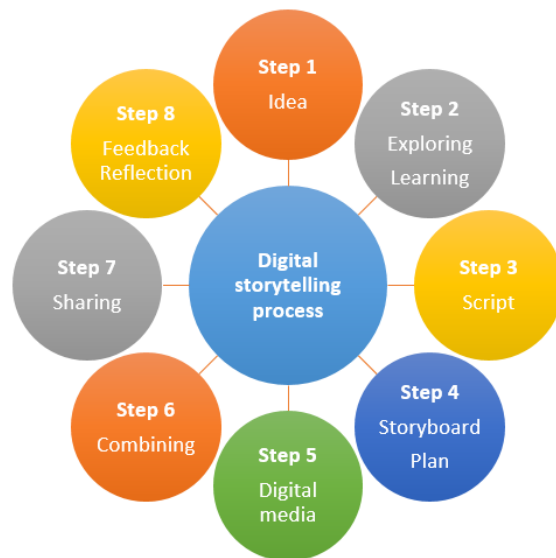 Step 1
Idea
Step 2
Exploring
Learning
Step 3
Script
Step 4
Storyboard
Plan
Step 5
Digital
media
Step 6
Combining
Step 7
Sharing
Step 8
Feedback
Reflection
Digital
storytelling
process